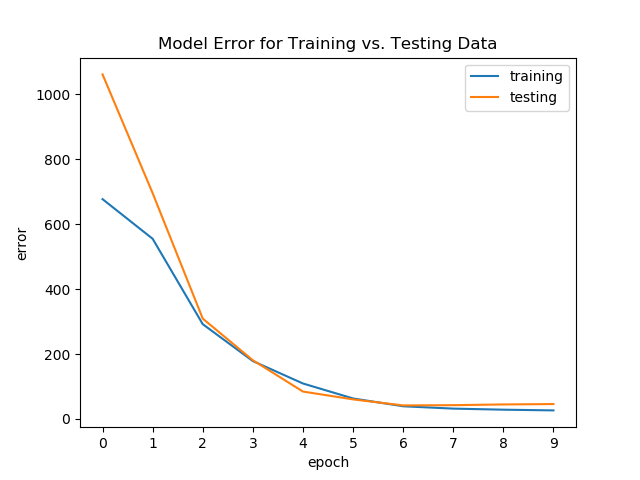 Model Error for Training vs. Testing Data
training
testing
error
1000
800
600
400
200
0
0 1 2 3 4 5 6 7 8 9
epoch